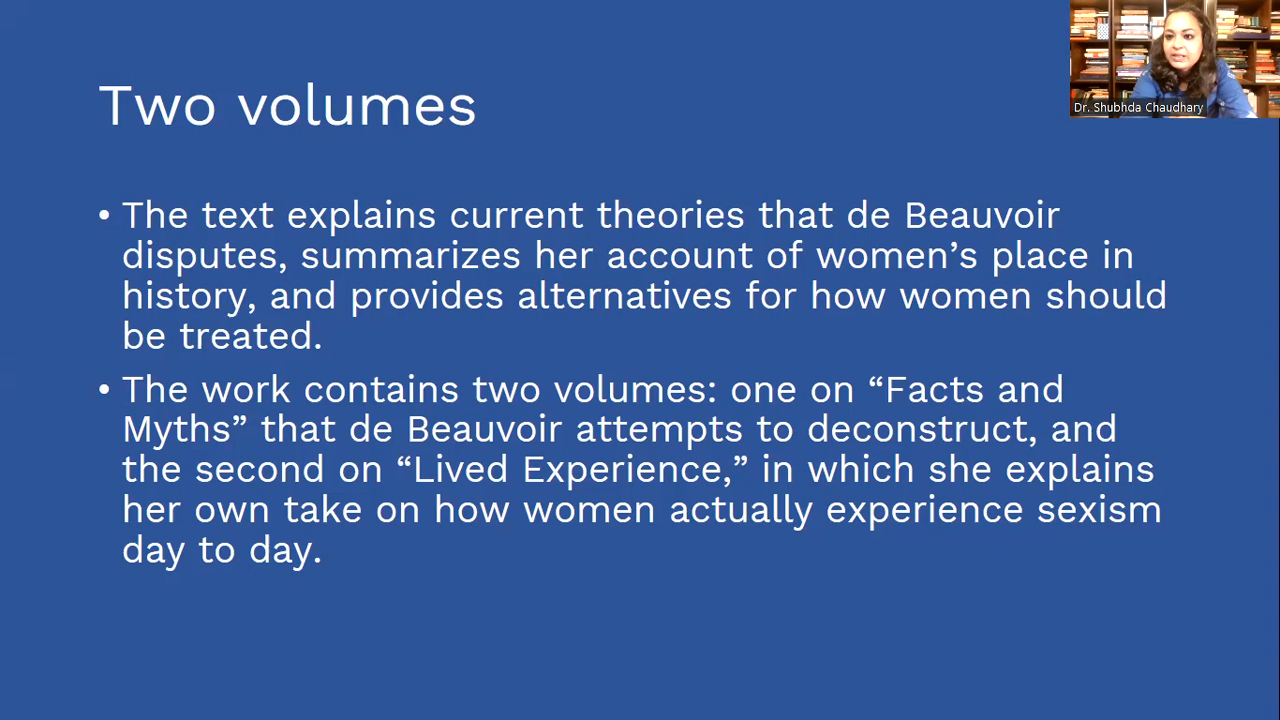 Two volumes
Dr. Shubhda Chaudhary
• The text explains current theories that de Beauvoir
disputes, summarizes her account of women’s place in
history, and provides alternatives for how women should
be treated.
• The work contains two volumes: one on “Facts and
Myths” that de Beauvoir attempts to deconstruct, and
the second on “Lived Experience,” in which she explains
her own take on how women actually experience sexism
day to day.